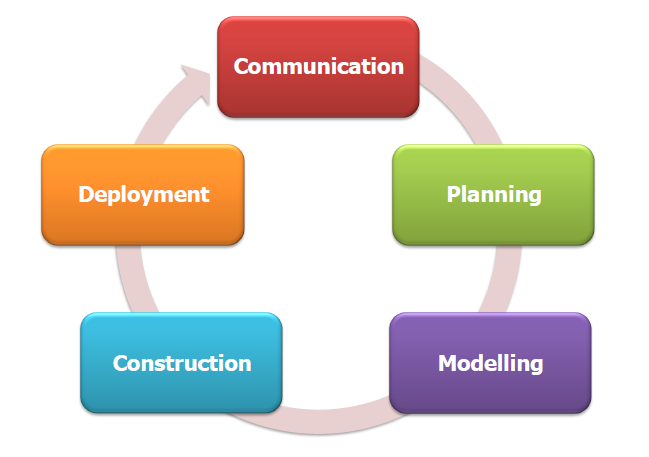 Communication
Planning
Modelling
Construction
Deployment